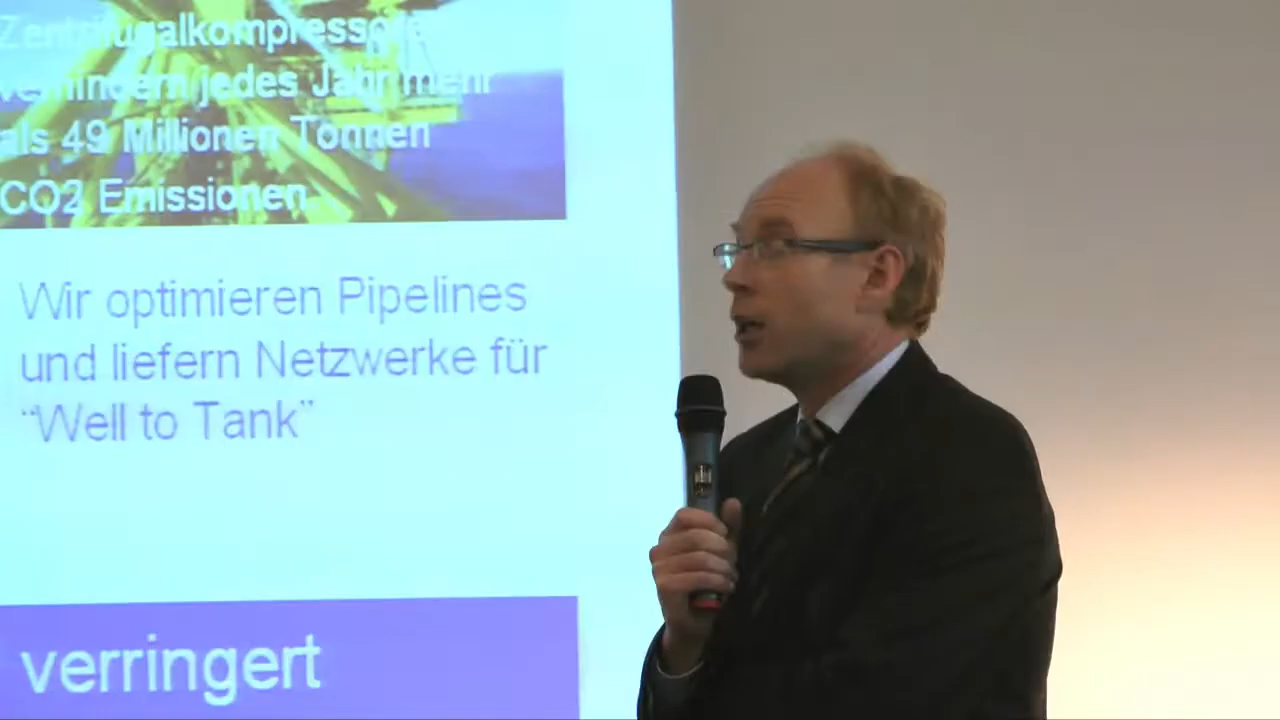 Zentrifugalkompressoren
verhindern jedes Jahr mehr
als 49 Millionen Tonnen
CO2 Emissionen
Wir optimieren Pipelines
und liefern Netzwerke für
“Well to Tank”
verringert